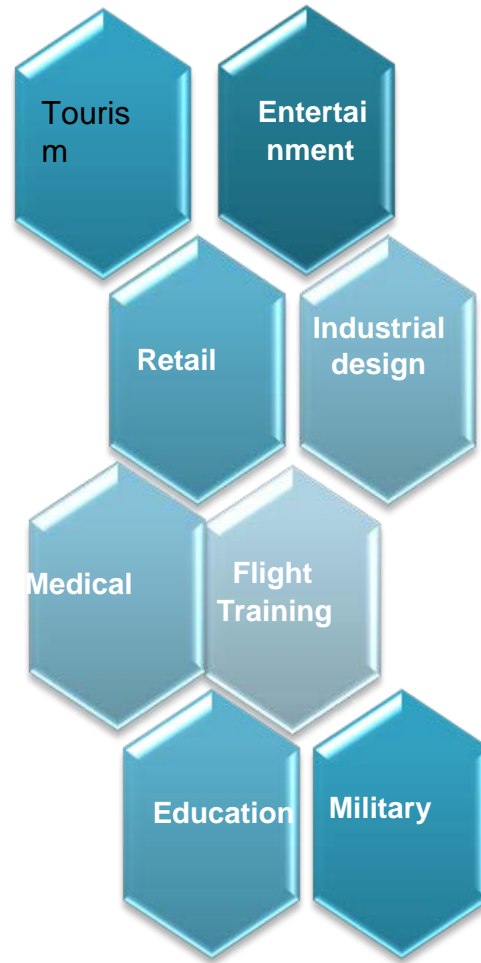 Touris
m
Entertai
nment
Retail
Industrial
design
Medical
Flight
Training
Education
Military